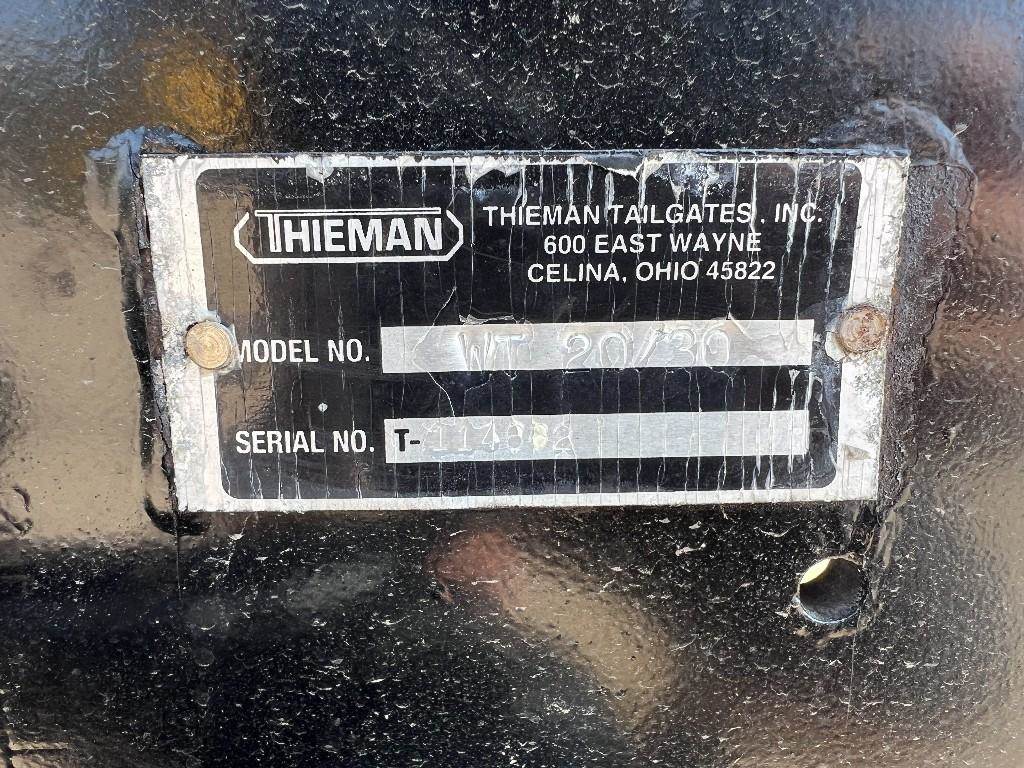 THIEMAN
THIEMAN TAILGATES, INC.
600 EAST WAYNE
CELINA, OHIO 45822
MODEL NO. WT 20/30
SERIAL NO. T-